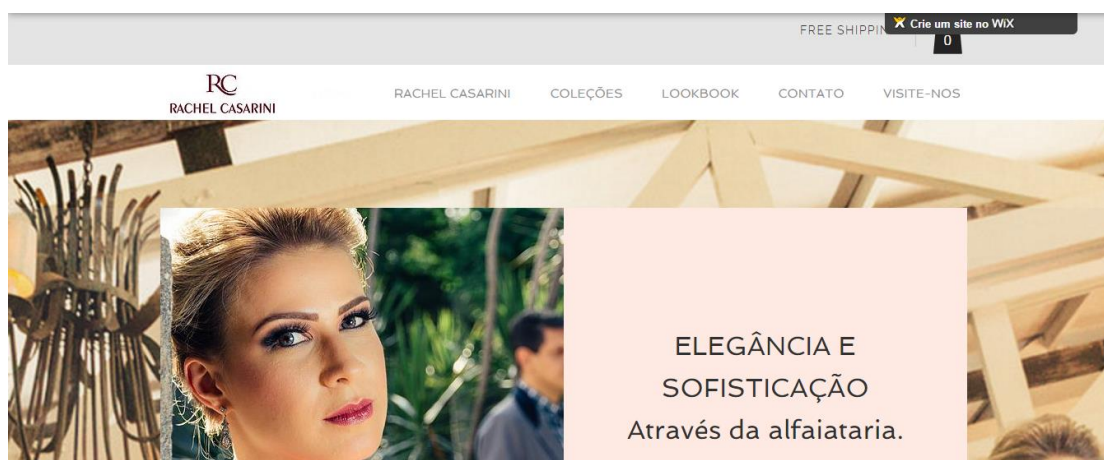 FREE SHIPPIN
Crie um site no WiX
0
RC
RACHEL CASARINI
RACHEL CASARINI COLEÇÕES LOOKBOOK CONTATO VISITE-NOS
ELEGÂNCIA E
SOFISTICAÇÃO
Através da alfaiataria.